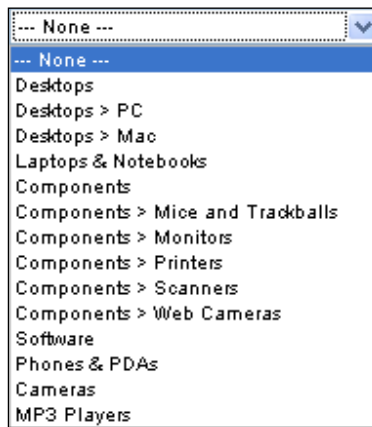 --- None ---
--- None ---
Desktops
Desktops > PC
Desktops > Mac
Laptops & Notebooks
Components
Components > Mice and Trackballs
Components > Monitors
Components > Printers
Components > Scanners
Components > Web Cameras
Software
Phones & PDAs
Cameras
MP3 Players